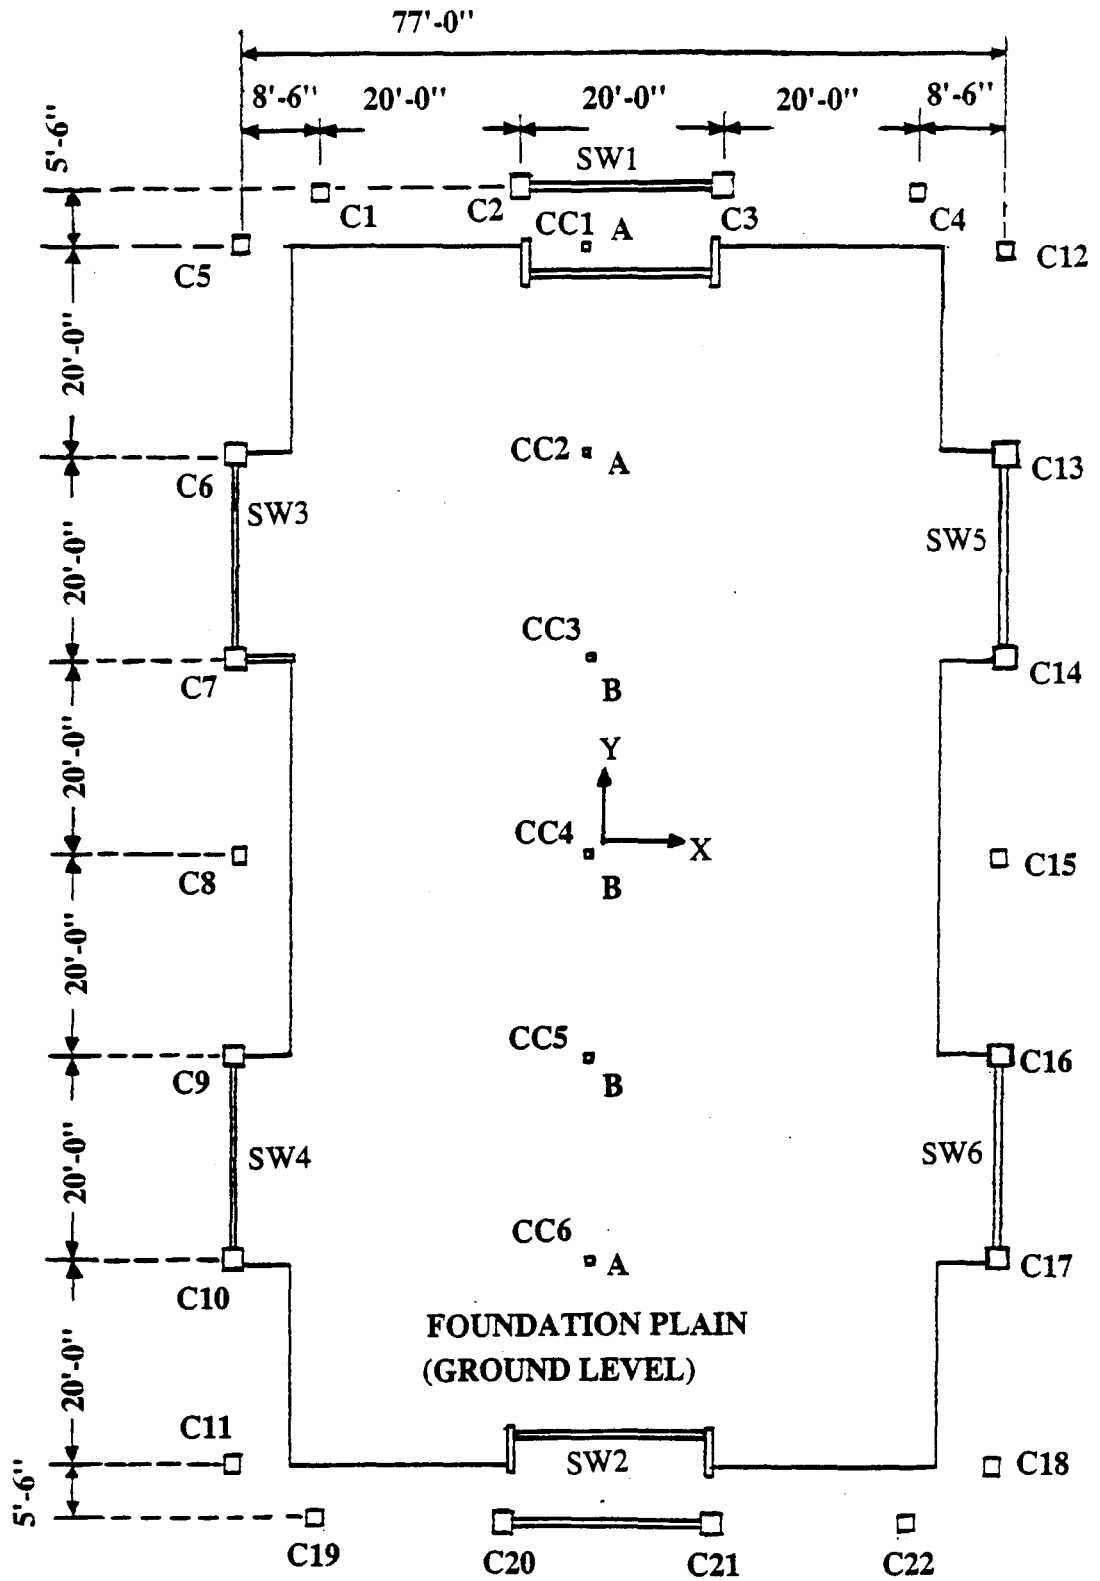 77'-0"
8'-6" 20'-0" 20'-0" 20'-0" 8'-6"
5'-6"
SW1
C1 C2 C3 C4
CC1 A
C5 C12
20'-0"
CC2 A
C6 C13
SW3 SW5
20'-0"
CC3
B
C7 C14
20'-0"
Y
CC4 X
B
C8 C15
20'-0"
CC5
B
C9 C16
SW4 SW6
20'-0"
CC6 A
C10 C17
FOUNDATION PLAIN
(GROUND LEVEL)
20'-0"
C11 SW2 C18
5'-6"
C19 C20 C21 C22